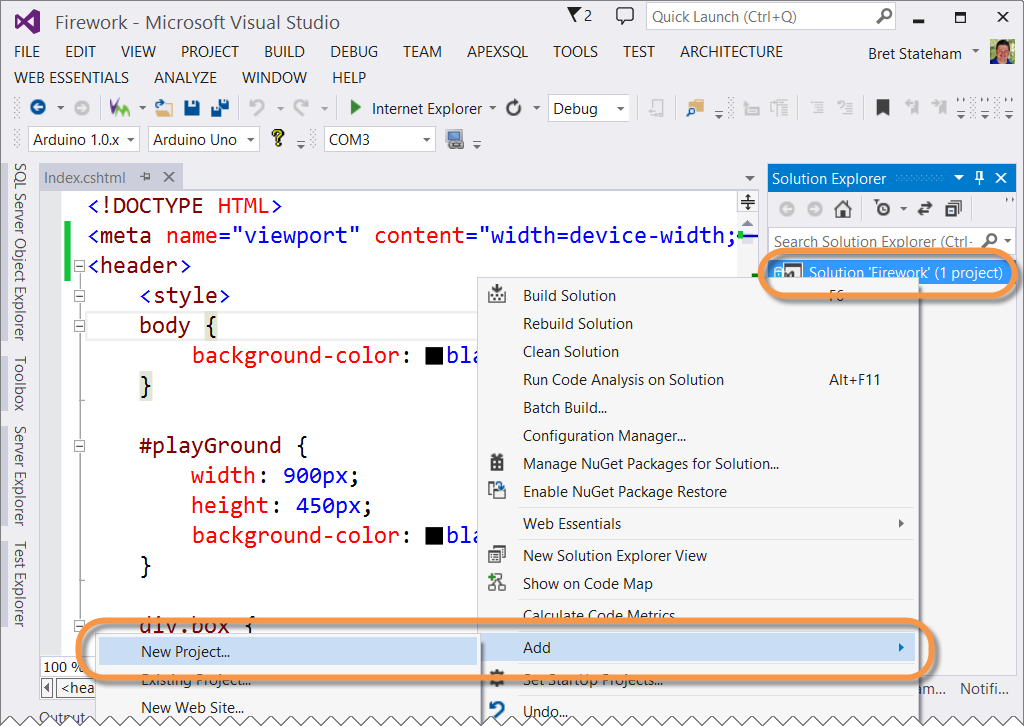 Firework - Microsoft Visual Studio
2
Quick Launch (Ctrl+Q)
FILE EDIT VIEW PROJECT BUILD DEBUG TEAM APEXSQL TOOLS TEST ARCHITECTURE
Bret Stateham
WEB ESSENTIALS ANALYZE WINDOW HELP
Internet Explorer
Debug
Arduino 1.0.x
Arduino Uno
COM3
SQL Server Object Explorer
Toolbox
Server Explorer
Test Explorer
Index.cshtml
<!DOCTYPE HTML>
<meta name="viewport" content="width=device-width;
<header>
<style>
body {
background-color: bla
}
#playGround {
width: 900px;
height: 450px;
background-color: bla
}
div.box {
100 %
<hea
Output
Solution Explorer
Search Solution Explorer (Ctrl-
Solution 'Firework' (1 project)
Build Solution F6
Rebuild Solution
Clean Solution
Run Code Analysis on Solution Alt+F11
Batch Build...
Configuration Manager...
Manage NuGet Packages for Solution...
Enable NuGet Package Restore
Web Essentials
New Solution Explorer View
Show on Code Map
Calculate Code Metrics
Add
Set StartUp Projects...
Undo...
New Project...
Existing Project...
New Web Site...
am...
Notifi...